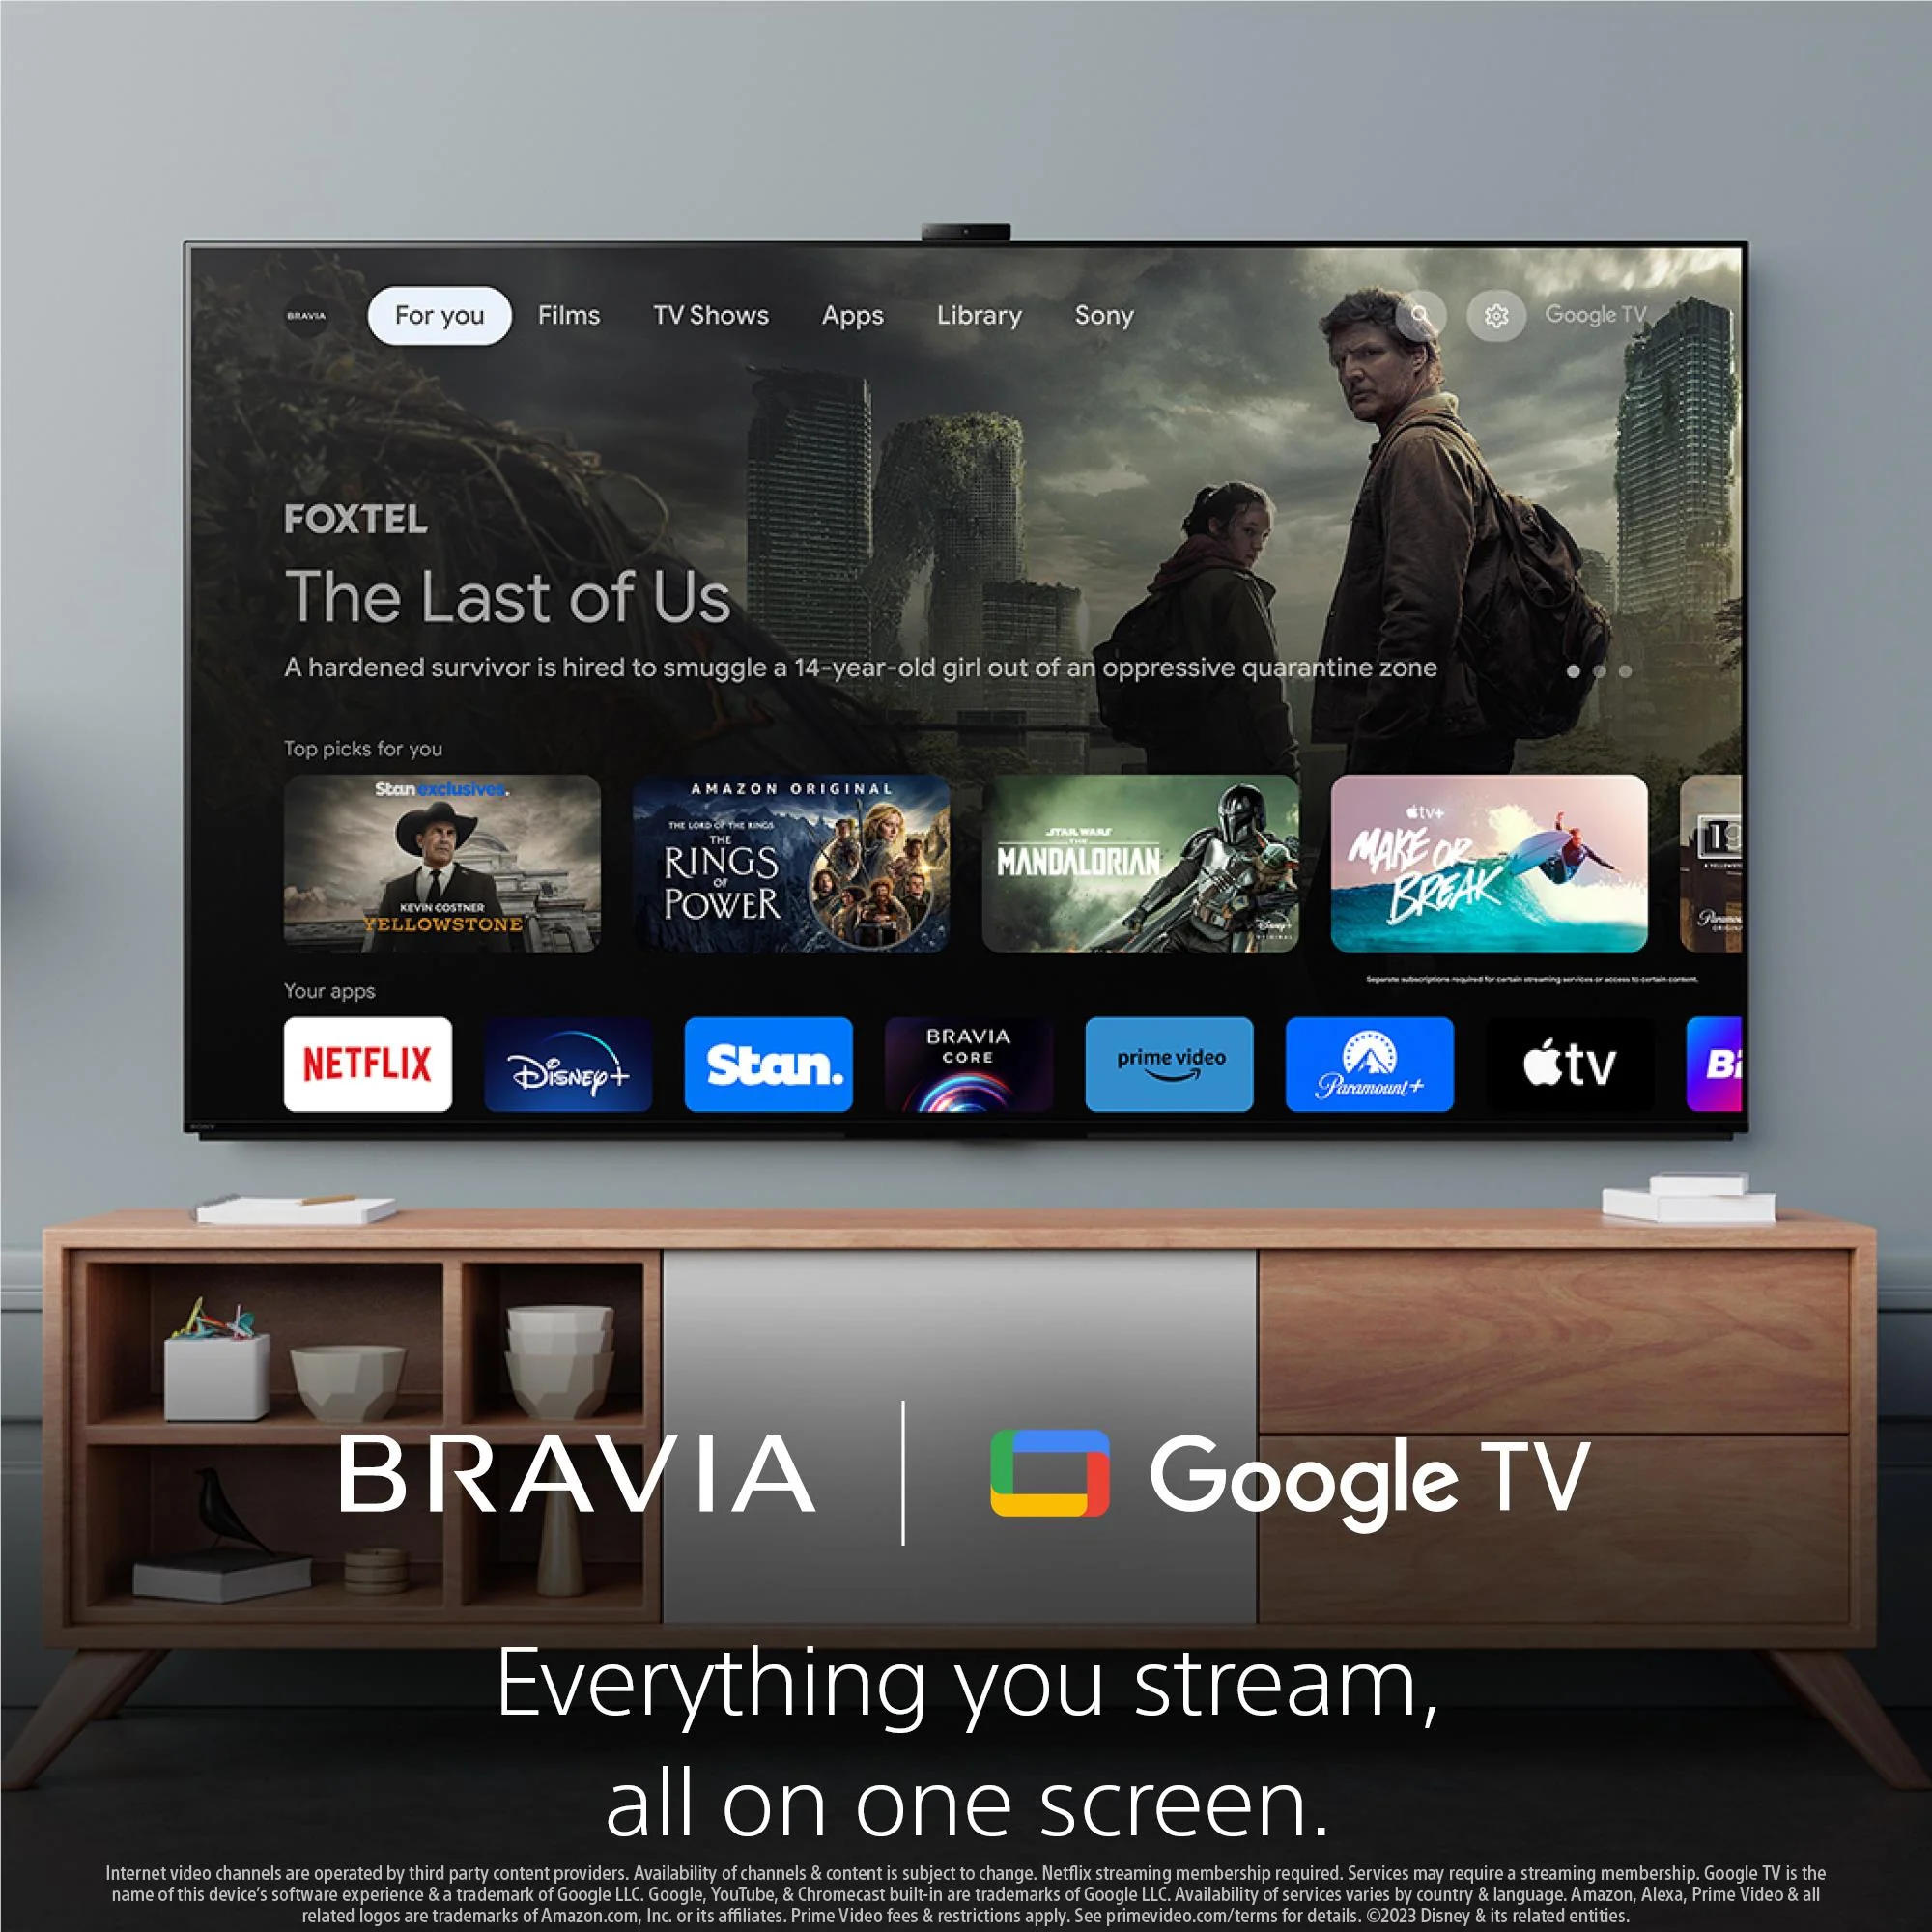 BRAVIA
For you
Films
TV Shows
Apps
Library
Sony
Google TV
FOXTEL
The Last of Us
A hardened survivor is hired to smuggle a 14-year-old girl out of an oppressive quarantine zone
Top picks for you
Stan exclusives.
KEVIN COSTNER
YELLOWSTONE
AMAZON ORIGINAL
THE LORD OF THE RINGS
THE
RINGS
OF
POWER
STAR WARS
THE
MANDALORIAN
Disney+
ORIGINAL
tv+
MAKE OR
BREAK
19
Separate subscriptions required for certain streaming services or access to certain content.
Your apps
NETFLIX
Disney+
Stan.
BRAVIA
CORE
prime video
Paramount+
tv
SONY
BRAVIA
Google TV
Everything you stream,
all on one screen.
Internet video channels are operated by third party content providers. Availability of channels & content is subject to change. Netflix streaming membership required. Services may require a streaming membership. Google TV is the
name of this device's software experience & a trademark of Google LLC. Google, YouTube, & Chromecast built-in are trademarks of Google LLC. Availability of services varies by country & language. Amazon, Alexa, Prime Video & all
related logos are trademarks of Amazon.com, Inc. or its affiliates. Prime Video fees & restrictions apply. See primevideo.com/terms for details. ©2023 Disney & its related entities.